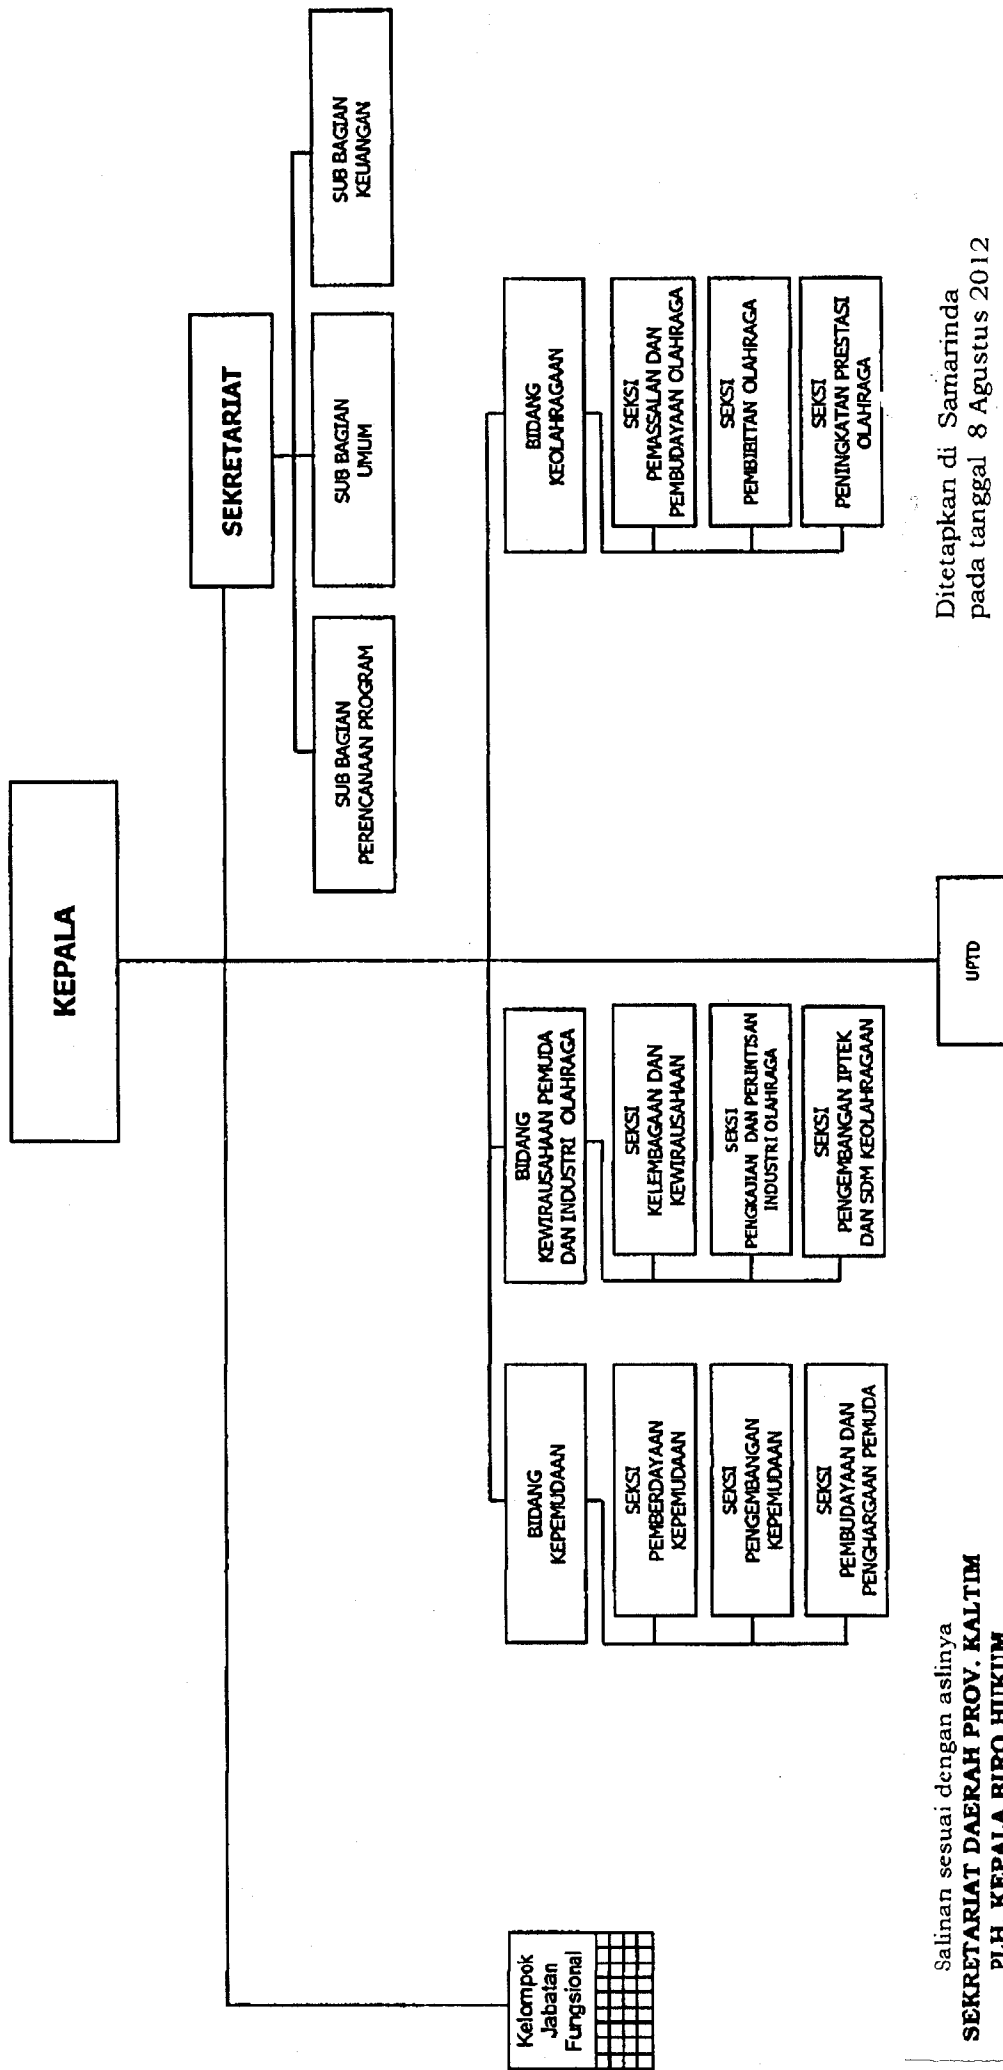 KEPALA
SEKRETARIAT
SUB BAGIAN
PERENCANAAN PROGRAM
SUB BAGIAN
UMUM
SUB BAGIAN
KEUANGAN
Kelompok
Jabatan
Fungsional
BIDANG
KEPEMUDAAN
SEKSI
PEMBERDAYAAN
KEPEMUDAAN
SEKSI
PENGEMBANGAN
KEPEMUDAAN
SEKSI
PEMBUDAYAAN DAN
PENGHARGAAN PEMUDA
BIDANG
KEWIRAUSAHAAN PEMUDA
DAN INDUSTRI OLAHRAGA
SEKSI
KELEMBAGAAN DAN
KEWIRAUSAHAAN
SEKSI
PENGKAJIAN DAN PERINTISAN
INDUSTRI OLAHRAGA
SEKSI
PENGEMBANGAN IPTEK
DAN SDM KEOLAHRAGAAN
BIDANG
KEOLAHRAGAAN
SEKSI
PEMASSALAN DAN
PEMBUDAYAAN OLAHRAGA
SEKSI
PEMBIBITAN OLAHRAGA
SEKSI
PENINGKATAN PRESTASI
OLAHRAGA
UPTD
Ditetapkan di Samarinda
pada tanggal 8 Agustus 2012
Salinan sesuai dengan aslinya
SEKRETARIAT DAERAH PROV. KALTIM
PLH. KEPALA BIRO HUKUM